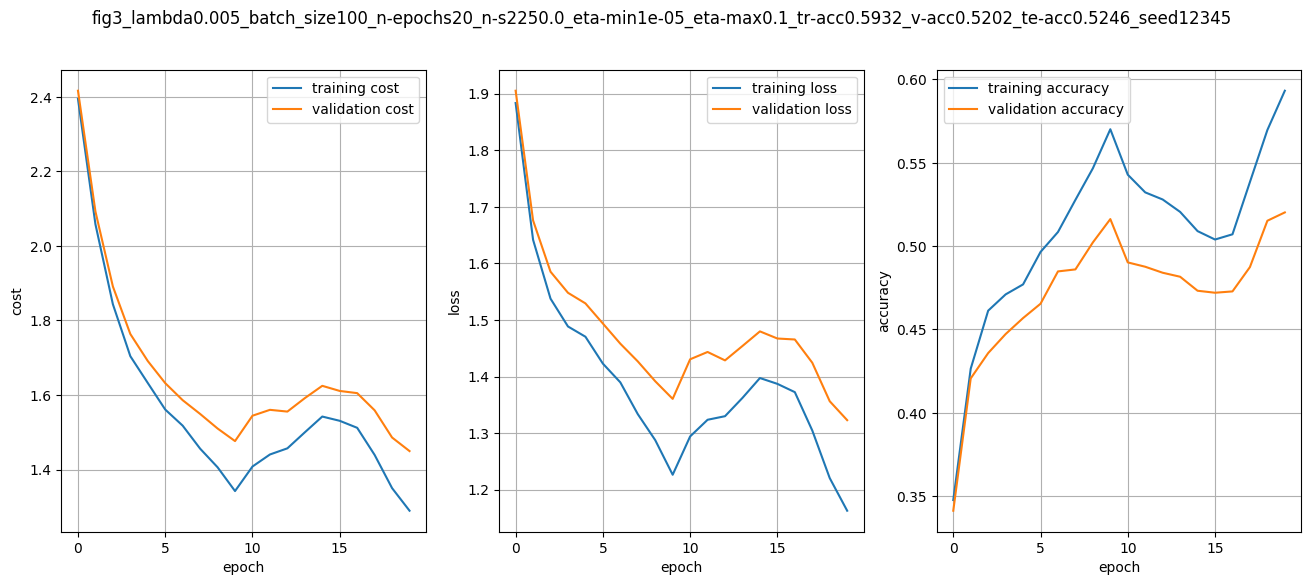 fig3_lambda0.005_batch_size100_n-epochs20_n-s2250.0_eta-min1e-05_eta-max0.1_tr-acc0.5932_v-acc0.5202_te-acc0.5246_seed12345
training cost
validation cost
2.4
2.2
2.0
1.8
1.6
1.4
cost
0
5
10
15
epoch
training loss
validation loss
1.9
1.8
1.7
1.6
1.5
1.4
1.3
1.2
loss
0
5
10
15
epoch
training accuracy
validation accuracy
0.60
0.55
0.50
0.45
0.40
0.35
accuracy
0
5
10
15
epoch